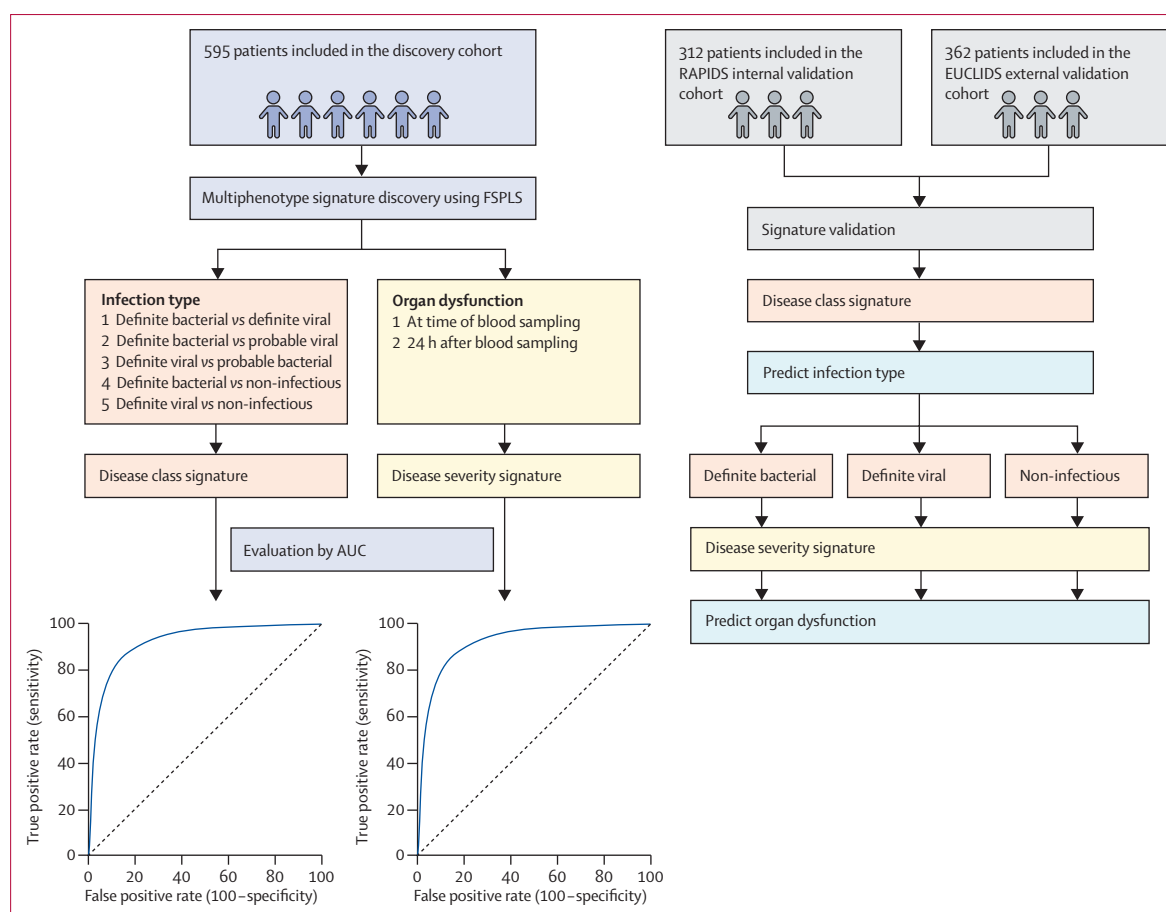 595 patients included in the discovery cohort
312 patients included in the
RAPIDS internal validation
cohort
362 patients included in the
EUCLIDS external validation
cohort
Multiphenotype signature discovery using FSPLS
Signature validation
Infection type
1 Definite bacterial vs definite viral
2 Definite bacterial vs probable viral
3 Definite viral vs probable bacterial
4 Definite bacterial vs non-infectious
5 Definite viral vs non-infectious
Organ dysfunction
1 At time of blood sampling
2 24 h after blood sampling
Disease class signature
Predict infection type
Disease class signature
Disease severity signature
Definite bacterial
Definite viral
Non-infectious
Evaluation by AUC
Disease severity signature
Predict organ dysfunction
True positive rate (sensitivity)
100
80
60
40
20
0
0 20 40 60 80 100
False positive rate (100–specificity)
True positive rate (sensitivity)
100
80
60
40
20
0
0 20 40 60 80 100
False positive rate (100–specificity)